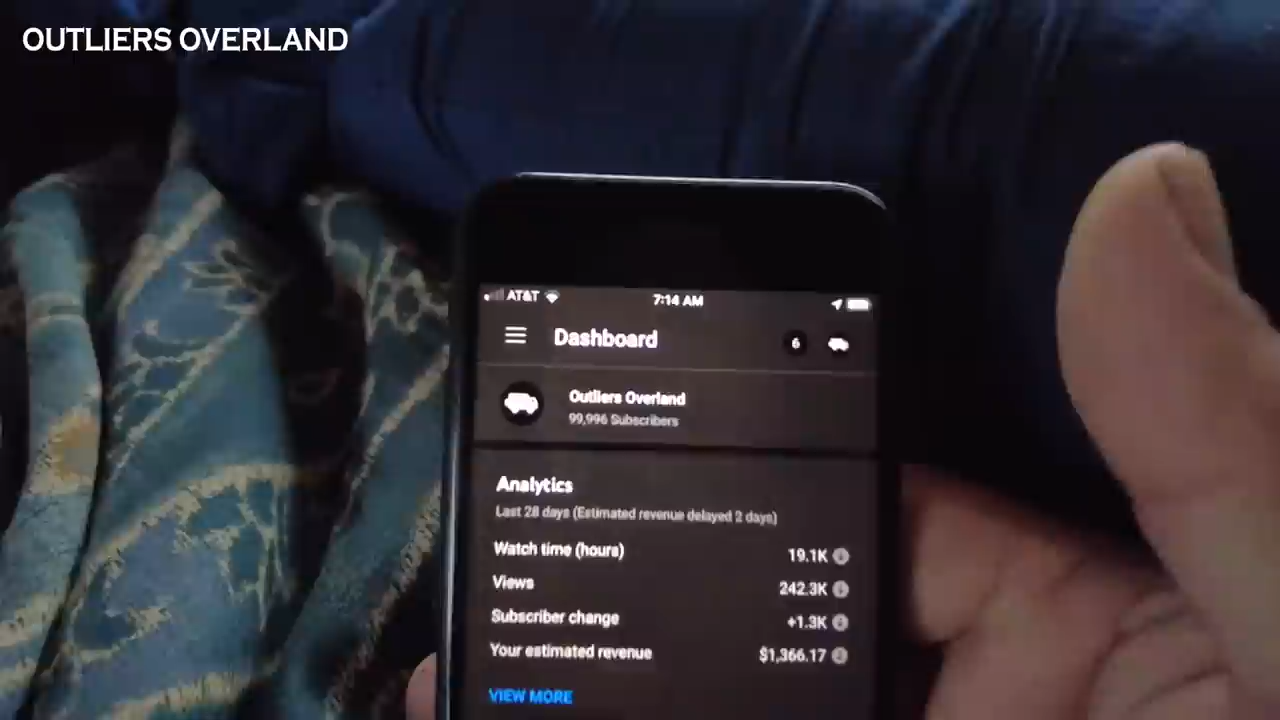 OUTLIERS OVERLAND
AT&T 7:14 AM
Dashboard 6
Outliers Overland
99,996 Subscribers
Analytics
Last 28 days (Estimated revenue delayed 2 days)
Watch time (hours) 19.1K
Views 242.3K
Subscriber change +1.3K
Your estimated revenue $1,366.17
VIEW MORE